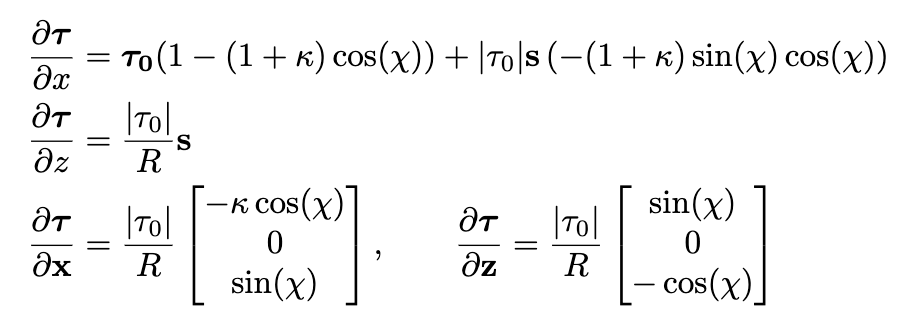 ∂𝝉/∂x = 𝝉₀(1 − (1 + κ) cos(χ)) + |τ₀|𝐬 (−(1 + κ) sin(χ) cos(χ))
∂𝝉/∂z = |τ₀|/R 𝐬
∂𝝉/∂𝐱 = |τ₀|/R [−κ cos(χ) 0 sin(χ)], ∂𝝉/∂𝐳 = |τ₀|/R [sin(χ) 0 − cos(χ)]